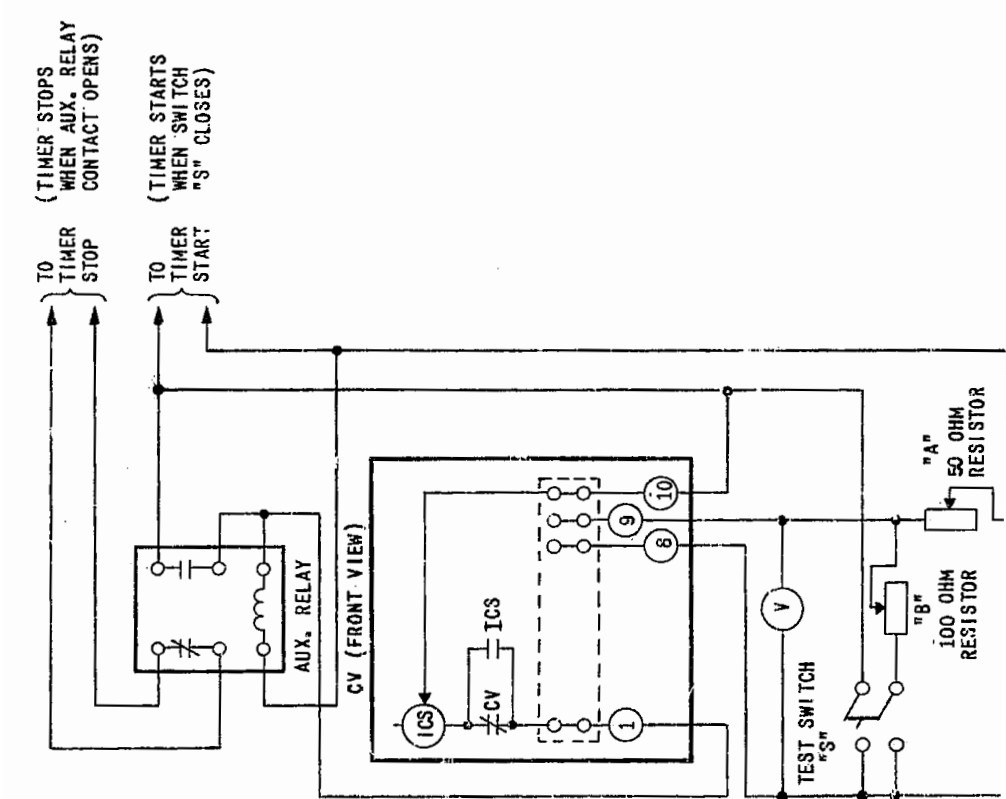 TO
TIMER
STOP
(TIMER STOPS
WHEN AUX. RELAY
CONTACT OPENS)
TO
TIMER
START
(TIMER STARTS
WHEN SWITCH
"S" CLOSES)
AUX. RELAY
CV (FRONT VIEW)
ICS
CV
ICS
1
8
9
10
V
TEST SWITCH
"S"
"B"
100 OHM
RESISTOR
"A"
50 OHM
RESISTOR